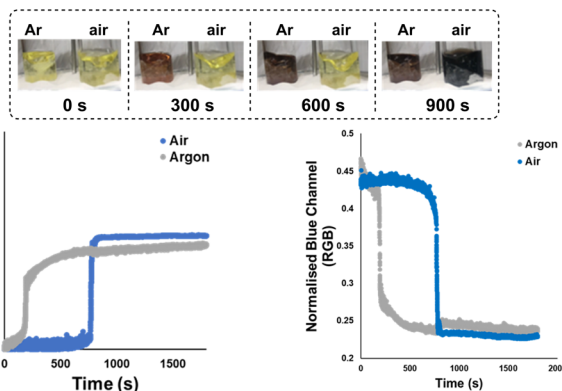 Ar air Ar air Ar air Ar air
0 s 300 s 600 s 900 s
Air
Argon
0 500 1000 1500
Time (s)
Normalised Blue Channel
(RGB)
0.5
0.45
0.4
0.35
0.3
0.25
0.2
Argon
Air
0 500 1000 1500 200
Time (s)